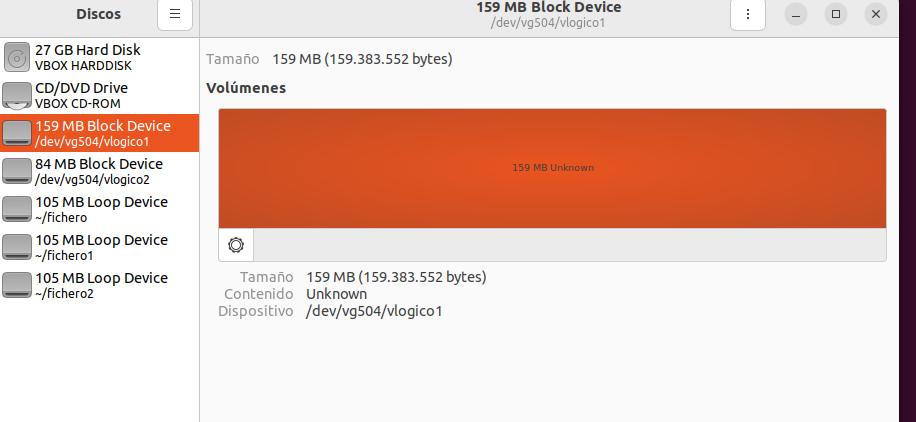 Discos
159 MB Block Device
/dev/vg504/vlogico1
27 GB Hard Disk
VBOX HARDDISK
CD/DVD Drive
VBOX CD-ROM
159 MB Block Device
/dev/vg504/vlogico1
84 MB Block Device
/dev/vg504/vlogico2
105 MB Loop Device
~/fichero
105 MB Loop Device
~/fichero1
105 MB Loop Device
~/fichero2
Tamaño 159 MB (159.383.552 bytes)
Volúmenes
159 MB Unknown
Tamaño 159 MB (159.383.552 bytes)
Contenido Unknown
Dispositivo /dev/vg504/vlogico1